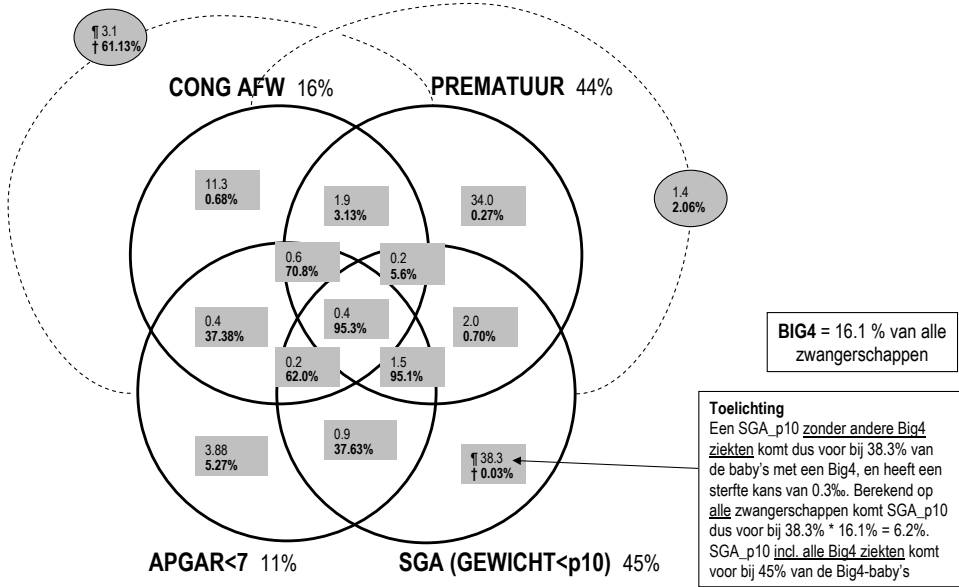 ¶ 3.1
† 61.13%
CONG AFW 16%
PREMATUUR 44%
11.3
0.68%
1.9
3.13%
34.0
0.27%
1.4
2.06%
0.6
70.8%
0.2
5.6%
0.4
37.38%
0.4
95.3%
2.0
0.70%
0.2
62.0%
1.5
95.1%
3.88
5.27%
0.9
37.63%
¶ 38.3
† 0.03%
APGAR<7 11%
SGA (GEWICHT<p10) 45%
BIG4 = 16.1 % van alle
zwangerschappen
Toelichting
Een SGA_p10 zonder andere Big4
ziekten komt dus voor bij 38.3% van
de baby’s met een Big4, en heeft een
sterfte kans van 0.3‰. Berekend op
alle zwangerschappen komt SGA_p10
dus voor bij 38.3% * 16.1% = 6.2%.
SGA_p10 incl. alle Big4 ziekten komt
voor bij 45% van de Big4-baby’s